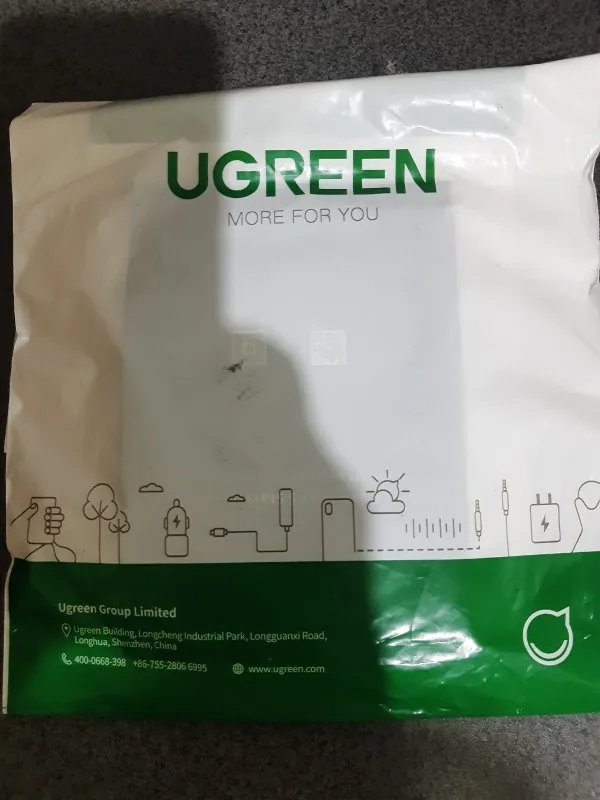 UGREEN
MORE FOR YOU
Ugreen Group Limited
Ugreen Building, Longcheng Industrial Park, Longguanxi Road,
Longhua, Shenzhen, China
400-0668-398 +86-755-2806 6995
www.ugreen.com